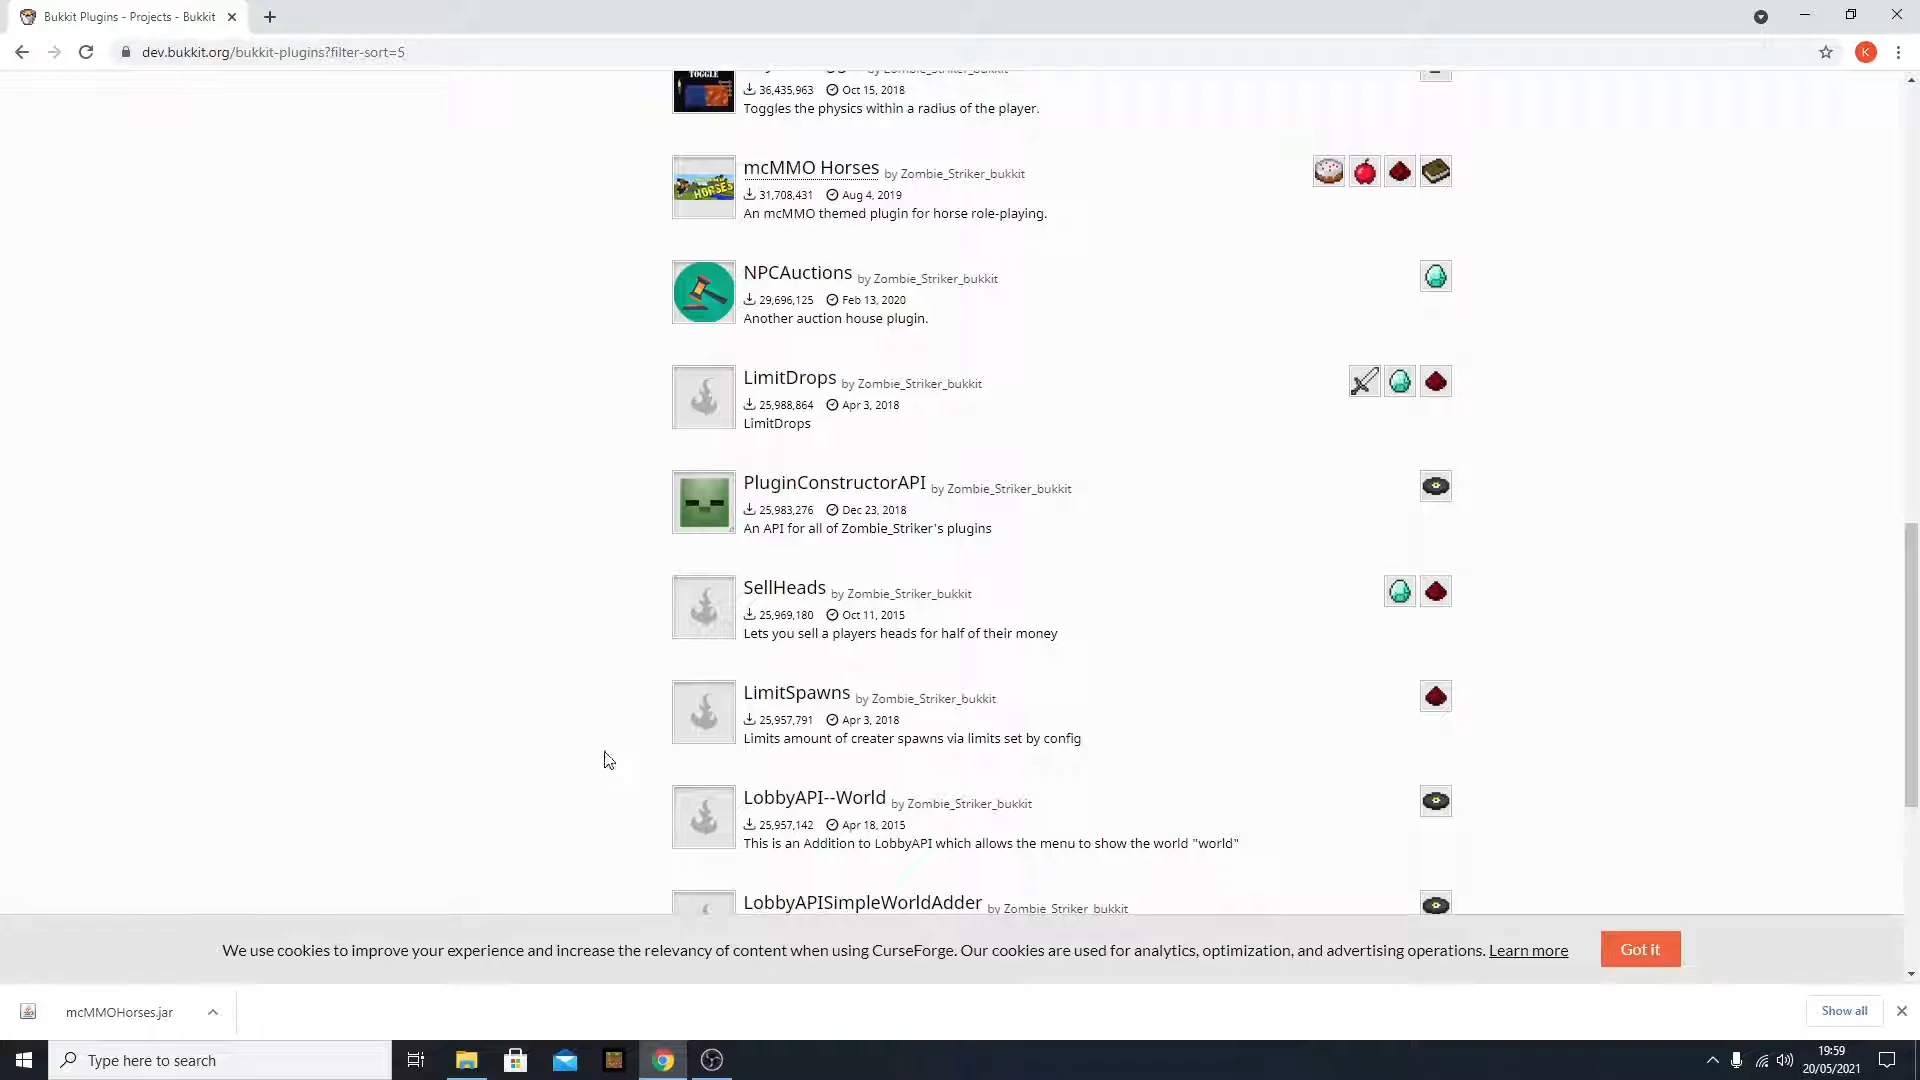 Bukkit Plugins - Projects - Bukkit
dev.bukkit.org/bukkit-plugins?filter-sort=5
K
TOGGLE
by Zombie_Striker_bukkit
36,435,963 Oct 15, 2018
Toggles the physics within a radius of the player.
HORSES
mcMMO Horses by Zombie_Striker_bukkit
31,708,431 Aug 4, 2019
An mcMMO themed plugin for horse role-playing.
NPCAuctions by Zombie_Striker_bukkit
29,696,125 Feb 13, 2020
Another auction house plugin.
LimitDrops by Zombie_Striker_bukkit
25,988,864 Apr 3, 2018
LimitDrops
PluginConstructorAPI by Zombie_Striker_bukkit
25,983,276 Dec 23, 2018
An API for all of Zombie_Striker's plugins
SellHeads by Zombie_Striker_bukkit
25,969,180 Oct 11, 2015
Lets you sell a players heads for half of their money
LimitSpawns by Zombie_Striker_bukkit
25,957,791 Apr 3, 2018
Limits amount of creater spawns via limits set by config
LobbyAPI--World by Zombie_Striker_bukkit
25,957,142 Apr 18, 2015
This is an Addition to LobbyAPI which allows the menu to show the world "world"
LobbyAPISimpleWorldAdder by Zombie_Striker_bukkit
We use cookies to improve your experience and increase the relevancy of content when using CurseForge. Our cookies are used for analytics, optimization, and advertising operations. Learn more
Got it
mcMMOHorses.jar
Show all
Type here to search
19:59
20/05/2021